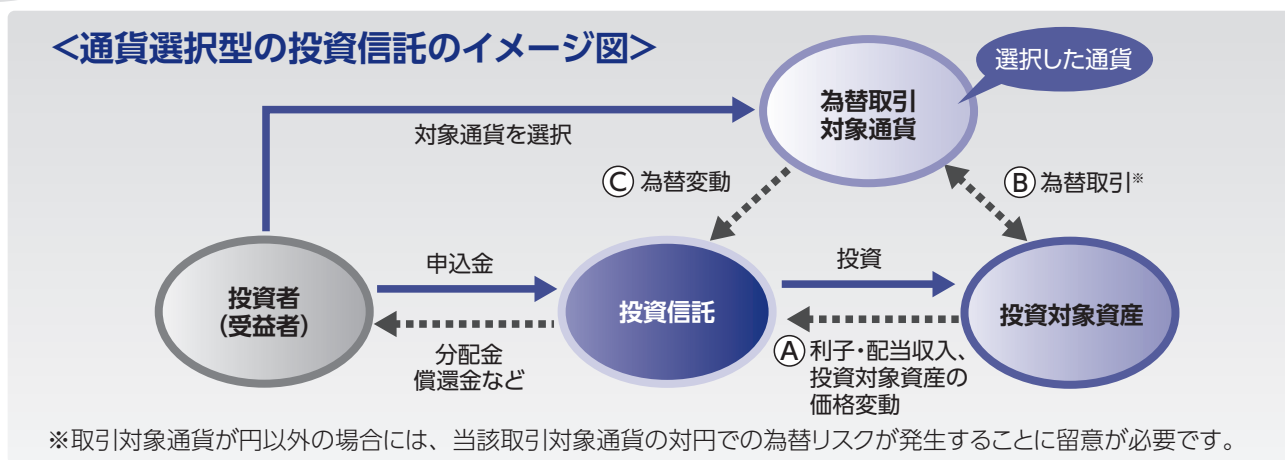 ＜通貨選択型の投資信託のイメージ図＞
選択した通貨
為替取引
対象通貨
対象通貨を選択
Ⓒ 為替変動
Ⓑ 為替取引※
申込金
投資
投資者
(受益者)
投資信託
投資対象資産
分配金
償還金など
Ⓐ 利子・配当収入、
投資対象資産の
価格変動
※取引対象通貨が円以外の場合には、当該取引対象通貨の対円での為替リスクが発生することに留意が必要です。